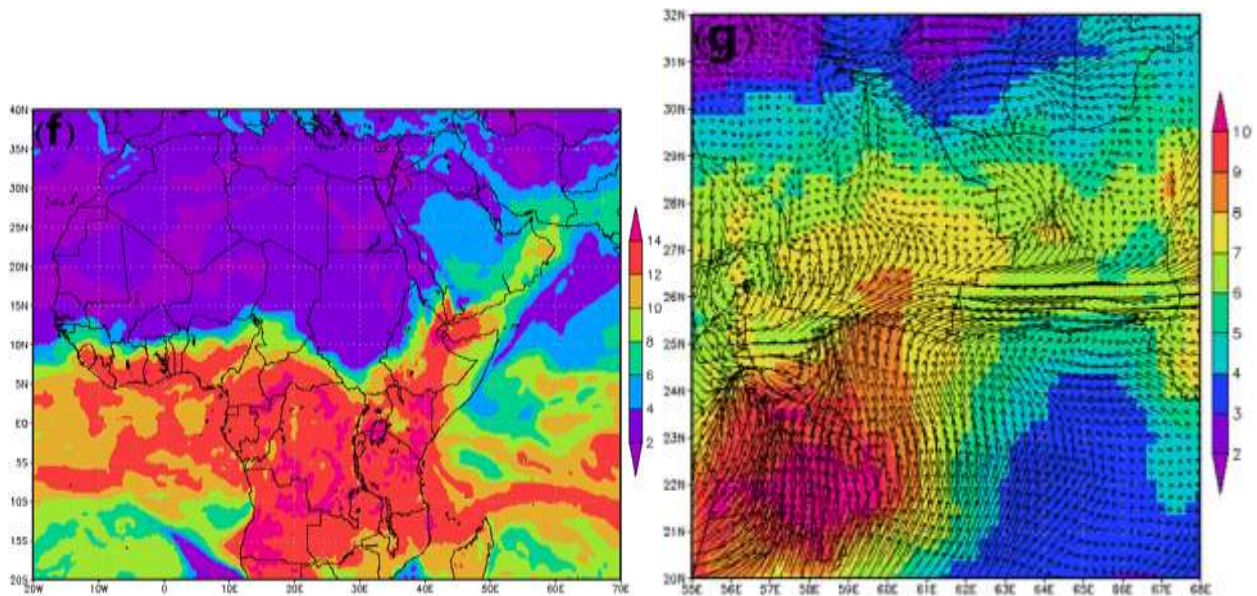 (f)
40N
35N
30N
25N
20N
15N
10N
5N
EQ
5S
10S
15S
20S
20W 10W 0 10E 20E 30E 40E 50E 60E 70E
14
12
10
8
6
4
2
g
32N
31N
30N
29N
28N
27N
26N
25N
24N
23N
22N
21N
20N
55E 56E 57E 58E 59E 60E 61E 62E 63E 64E 65E 66E 67E 68E
10
9
8
7
6
5
4
3
2